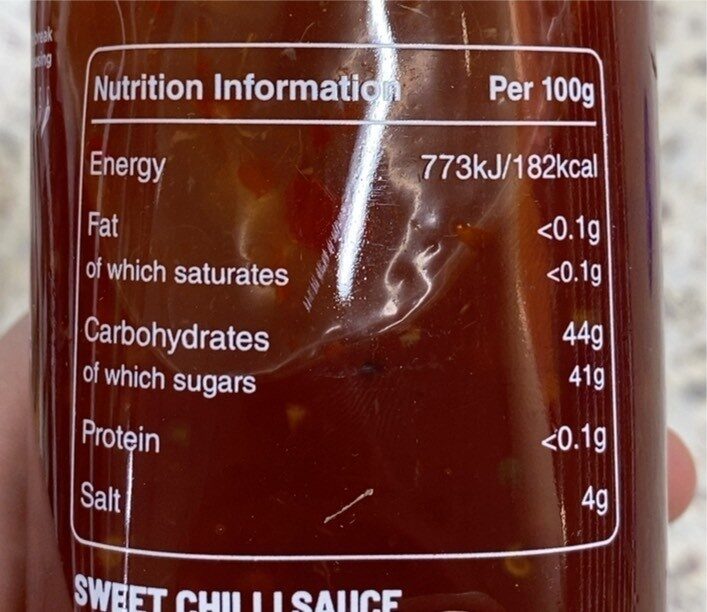 Nutrition Information Per 100g
Energy 773kJ/182kcal
Fat <0.1g
of which saturates <0.1g
Carbohydrates 44g
of which sugars 41g
Protein <0.1g
Salt 4g
SWEET CHILLI SAUCE